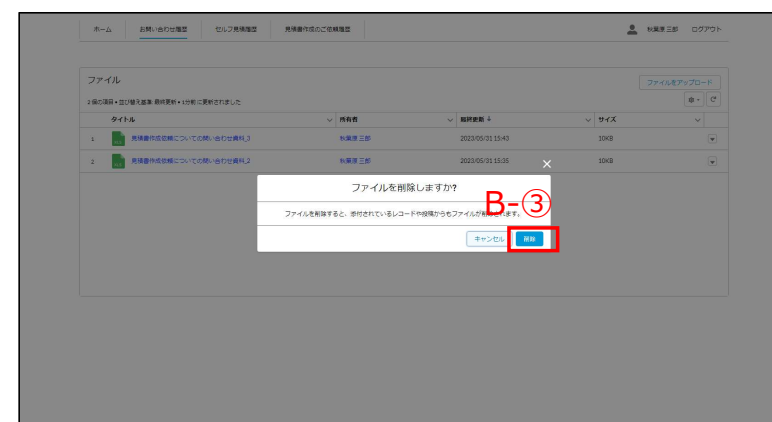 ホーム お問い合わせ履歴 セルフ見積履歴 見積書作成のご依頼履歴 秋葉原 三郎 ログアウト
ファイル ファイルをアップロード
2 個の項目 • 並び替え基準: 最終更新 • 1分前 に更新されました
タイトル 所有者 最終更新 ↓ サイズ
1 見積書作成依頼についての問い合わせ資料_3 秋葉原 三郎 2023/05/31 15:43 10KB
2 見積書作成依頼についての問い合わせ資料_2 秋葉原 三郎 2023/05/31 15:35 10KB
ファイルを削除しますか?
B-③
ファイルを削除すると、添付されているレコードや投稿からもファイルが削除されます。
キャンセル 削除